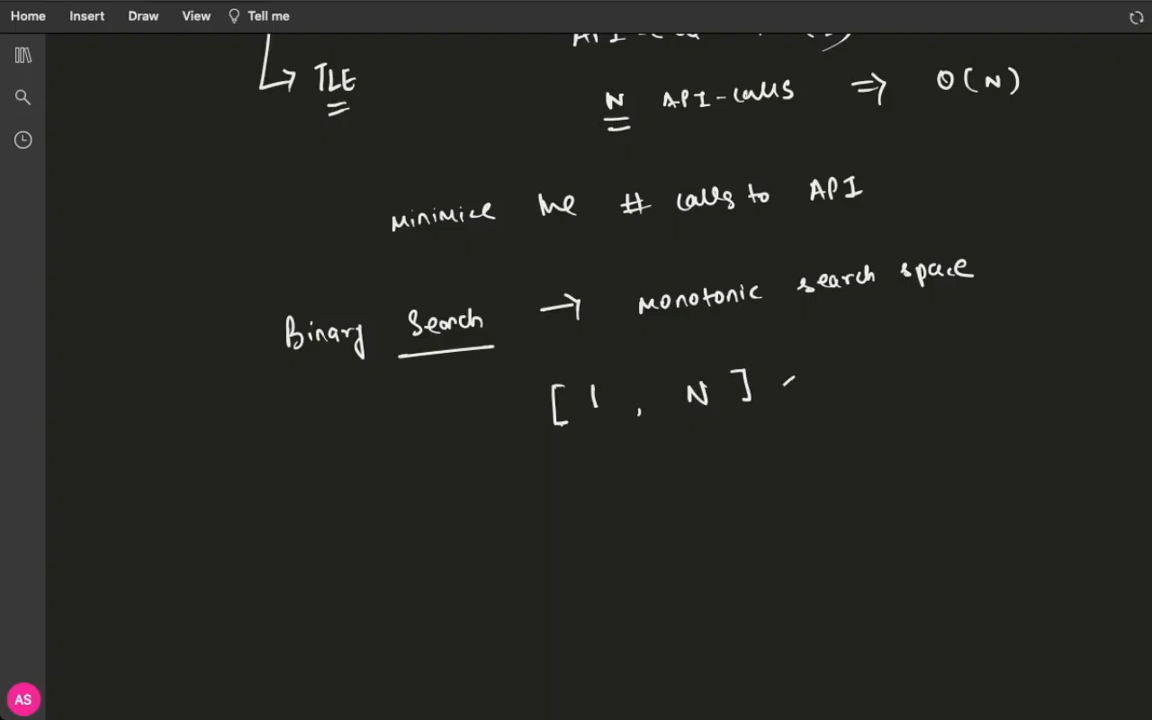 Home Insert Draw View Tell me
TLE
N API-calls ⇒ O(N)
minimize the # calls to API
Binary Search → monotonic search space
[1, N]
AS